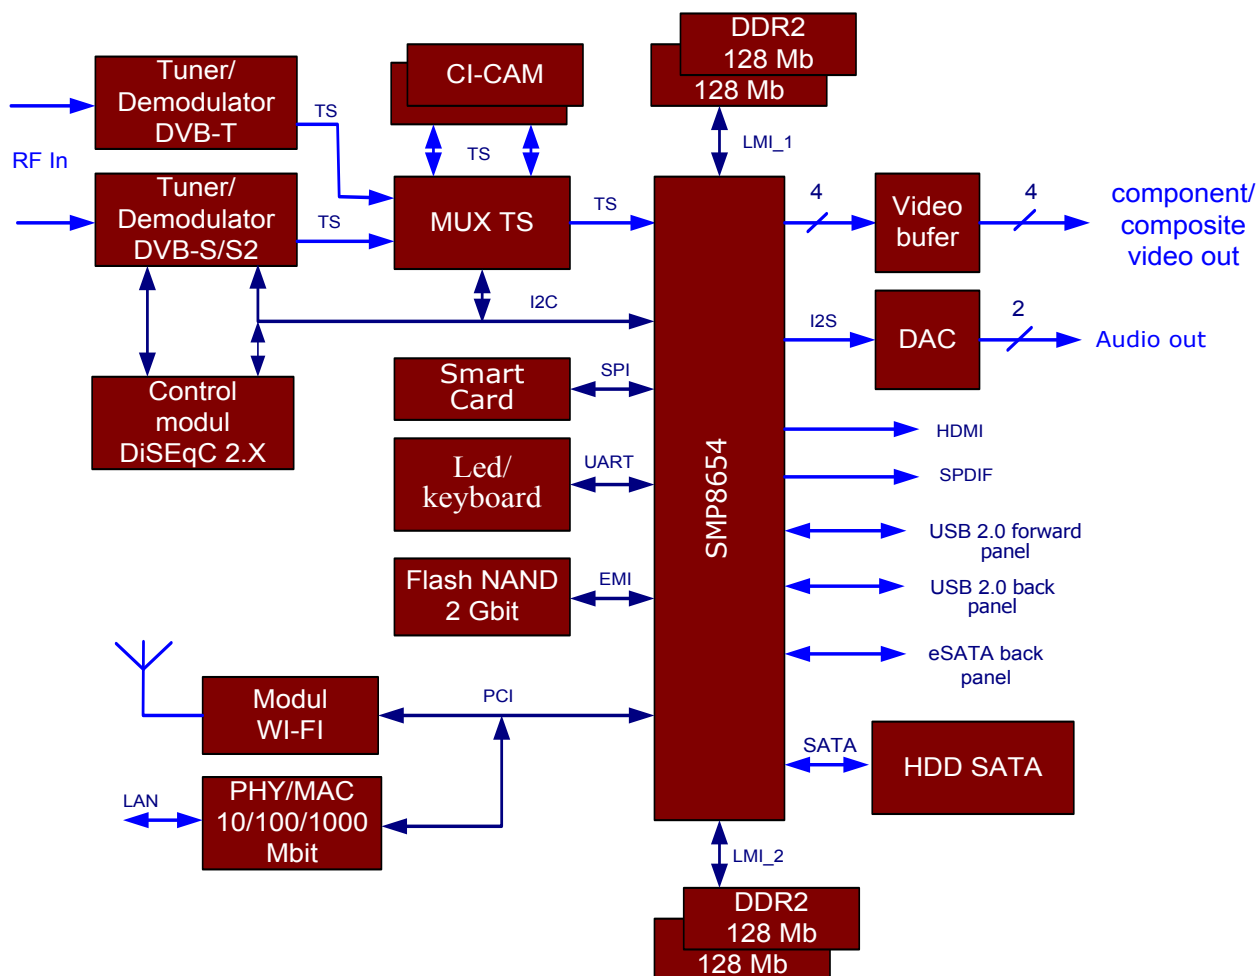 DDR2
128 Mb
128 Mb
LMI_1
Tuner/
Demodulator
DVB-T
TS
CI-CAM
TS
RF In
Tuner/
Demodulator
DVB-S/S2
TS
MUX TS
TS
4
Video
bufer
4
component/
composite
video out
I2C
I2S
DAC
2
Audio out
Control
modul
DiSEqC 2.X
Smart
Card
SPI
SMP8654
HDMI
Led/
keyboard
UART
SPDIF
USB 2.0 forward
panel
Flash NAND
2 Gbit
EMI
USB 2.0 back
panel
eSATA back
panel
Modul
WI-FI
PCI
SATA
HDD SATA
LAN
PHY/MAC
10/100/1000
Mbit
LMI_2
DDR2
128 Mb
128 Mb